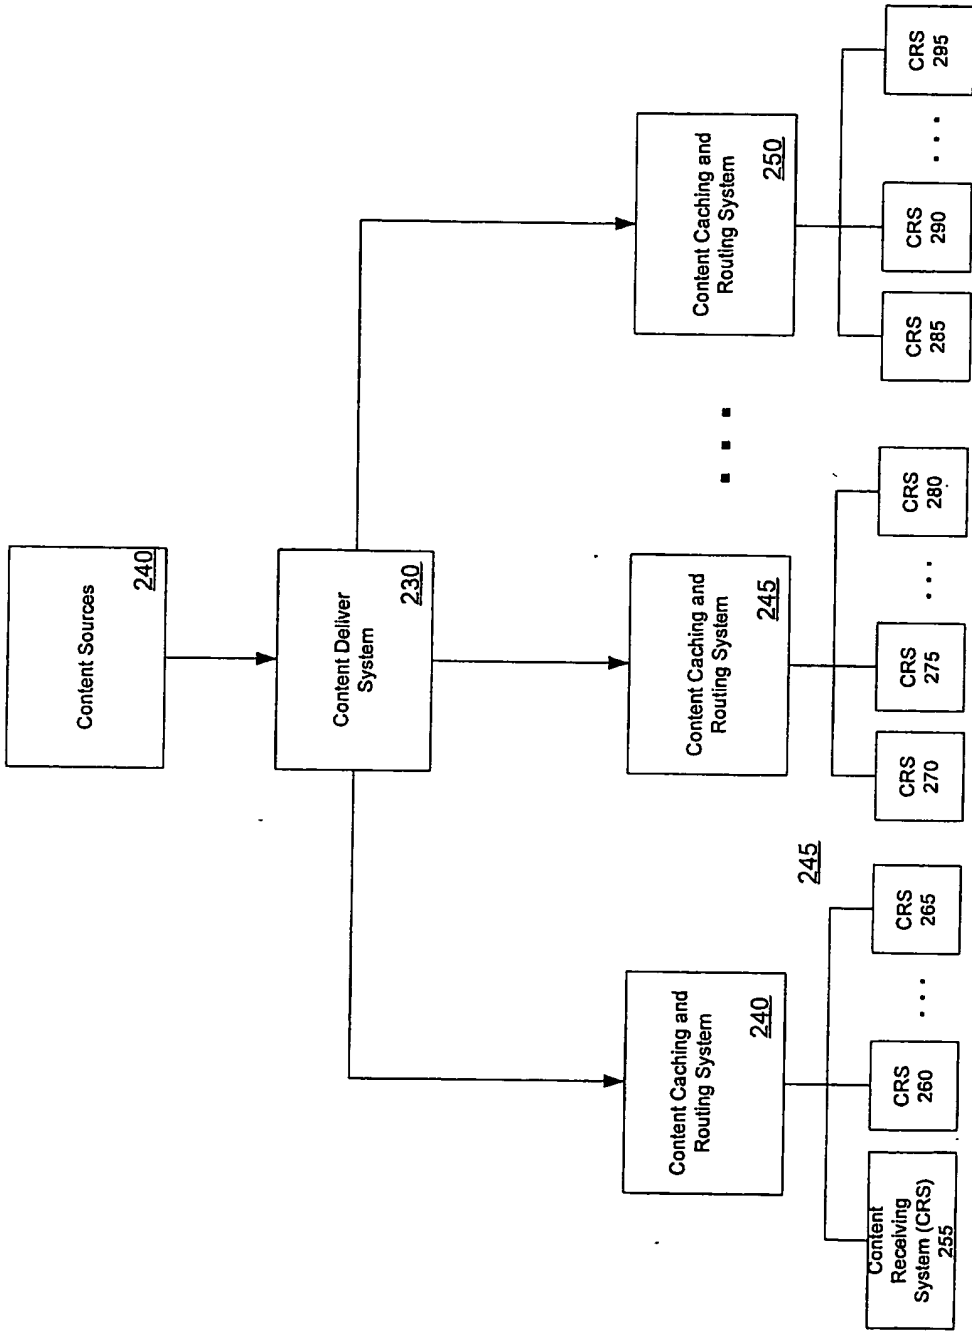 Content Sources
240
Content Deliver
System
230
Content Caching and
Routing System
240
Content Caching and
Routing System
245
Content Caching and
Routing System
250
245
Content
Receiving
System (CRS)
255
CRS
260
CRS
265
CRS
270
CRS
275
CRS
280
CRS
285
CRS
290
CRS
295